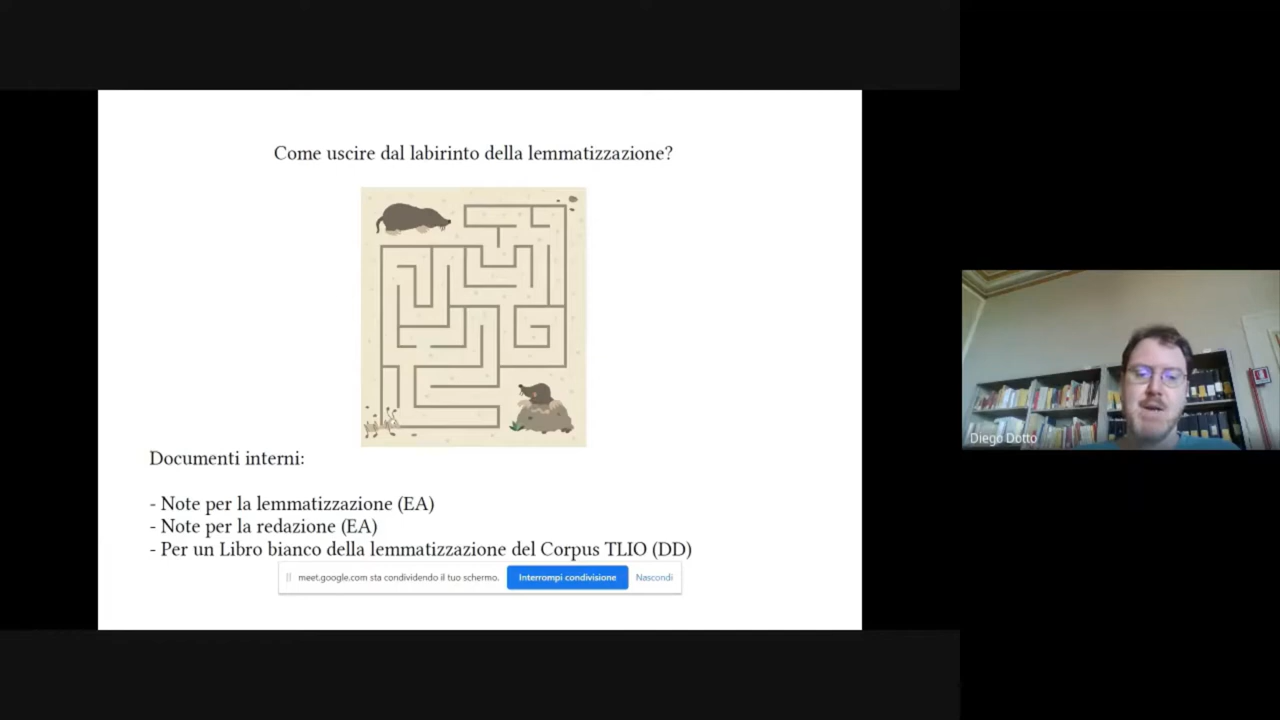 Come uscire dal labirinto della lemmatizzazione?
Documenti interni:
- Note per la lemmatizzazione (EA)
- Note per la redazione (EA)
- Per un Libro bianco della lemmatizzazione del Corpus TLIO (DD)
meet.google.com sta condividendo il tuo schermo. Interrompi condivisione Nascondi
Diego Dotto